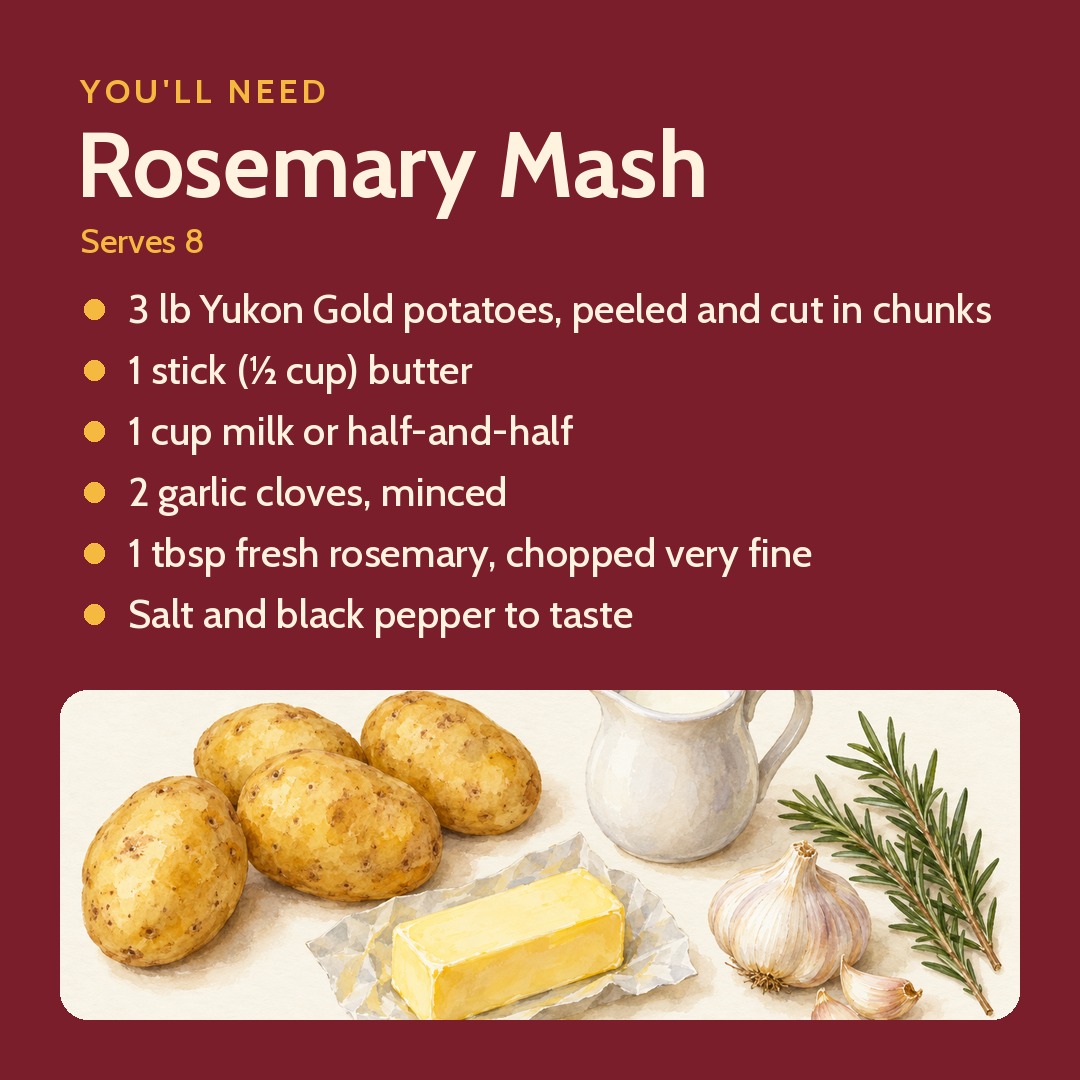 YOU'LL NEED
Rosemary Mash
Serves 8
3 lb Yukon Gold potatoes, peeled and cut in chunks
1 stick (½ cup) butter
1 cup milk or half-and-half
2 garlic cloves, minced
1 tbsp fresh rosemary, chopped very fine
Salt and black pepper to taste